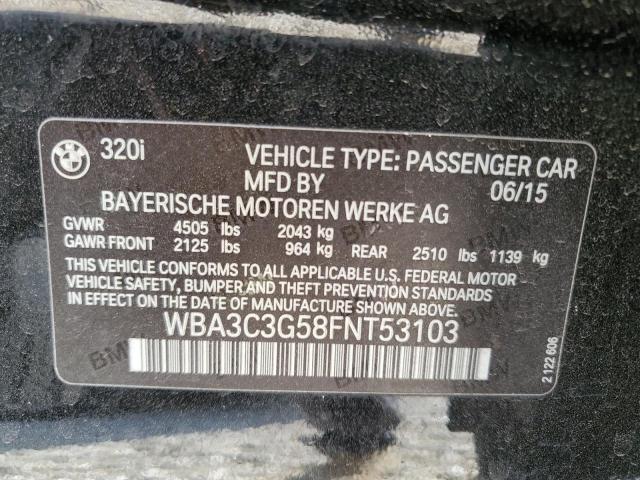 BMW 320i VEHICLE TYPE: PASSENGER CAR
MFD BY 06/15
BAYERISCHE MOTOREN WERKE AG
GVWR 4505 lbs 2043 kg
GAWR FRONT 2125 lbs 964 kg REAR 2510 lbs 1139 kg
THIS VEHICLE CONFORMS TO ALL APPLICABLE U.S. FEDERAL MOTOR
VEHICLE SAFETY, BUMPER AND THEFT PREVENTION STANDARDS
IN EFFECT ON THE DATE OF MANUFACTURE SHOWN ABOVE.
WBA3C3G58FNT53103
2 122 606